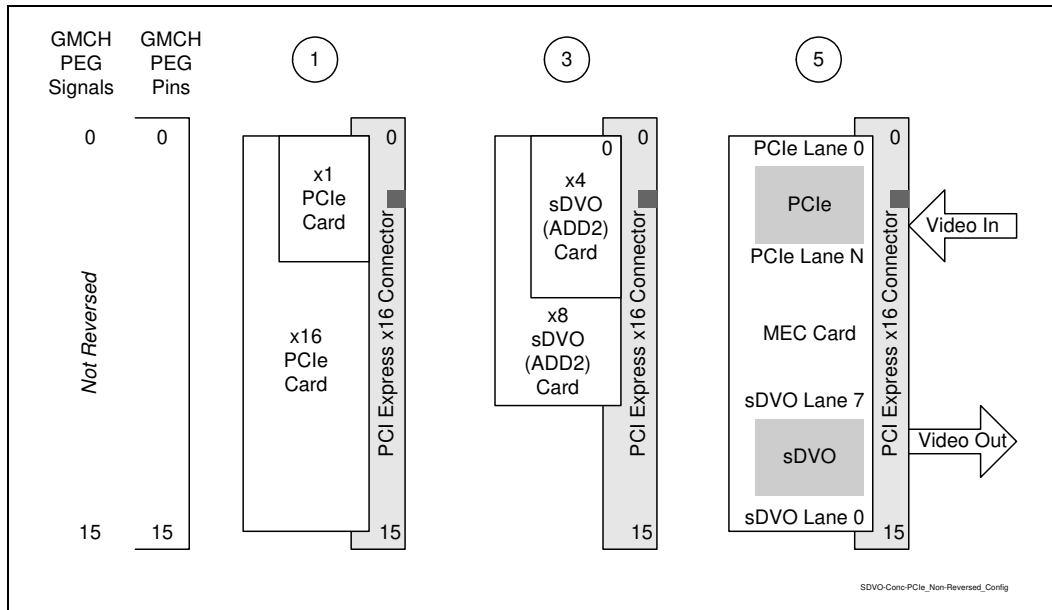 GMCH
PEG
Signals
GMCH
PEG
Pins
1
3
5
0
0
Not Reversed
15
15
0
x1
PCIe
Card
x16
PCIe
Card
PCI Express x16 Connector
15
0
0
x4
sDVO
(ADD2)
Card
x8
sDVO
(ADD2)
Card
PCI Express x16 Connector
15
PCIe Lane 0
0
PCIe
PCIe Lane N
MEC Card
sDVO Lane 7
sDVO
sDVO Lane 0
PCI Express x16 Connector
15
Video In
Video Out
SDVO-Conc-PCIe_Non-Reversed_Config